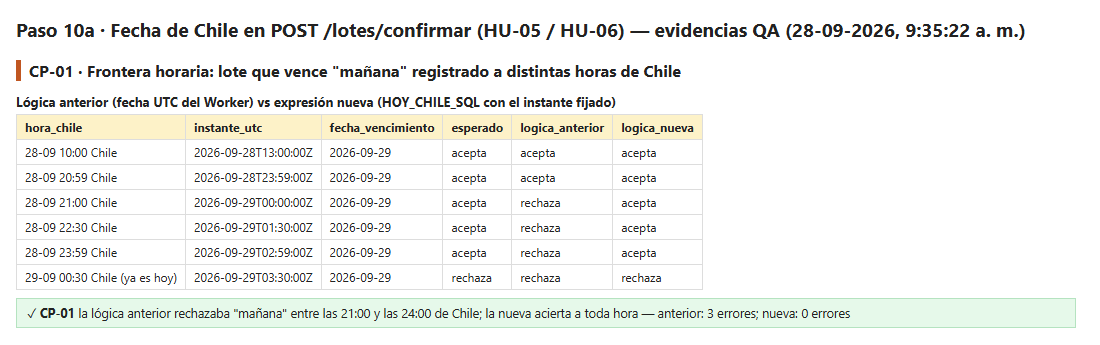 Paso 10a · Fecha de Chile en POST /lotes/confirmar (HU-05 / HU-06) — evidencias QA (28-09-2026, 9:35:22 a. m.)
CP-01 · Frontera horaria: lote que vence "mañana" registrado a distintas horas de Chile
Lógica anterior (fecha UTC del Worker) vs expresión nueva (HOY_CHILE_SQL con el instante fijado)
hora_chile instante_utc fecha_vencimiento esperado logica_anterior logica_nueva
28-09 10:00 Chile 2026-09-28T13:00:00Z 2026-09-29 acepta acepta acepta
28-09 20:59 Chile 2026-09-28T23:59:00Z 2026-09-29 acepta acepta acepta
28-09 21:00 Chile 2026-09-29T00:00:00Z 2026-09-29 acepta rechaza acepta
28-09 22:30 Chile 2026-09-29T01:30:00Z 2026-09-29 acepta rechaza acepta
28-09 23:59 Chile 2026-09-29T02:59:00Z 2026-09-29 acepta rechaza acepta
29-09 00:30 Chile (ya es hoy) 2026-09-29T03:30:00Z 2026-09-29 rechaza rechaza rechaza
✓ CP-01 la lógica anterior rechazaba "mañana" entre las 21:00 y las 24:00 de Chile; la nueva acierta a toda hora — anterior: 3 errores; nueva: 0 errores